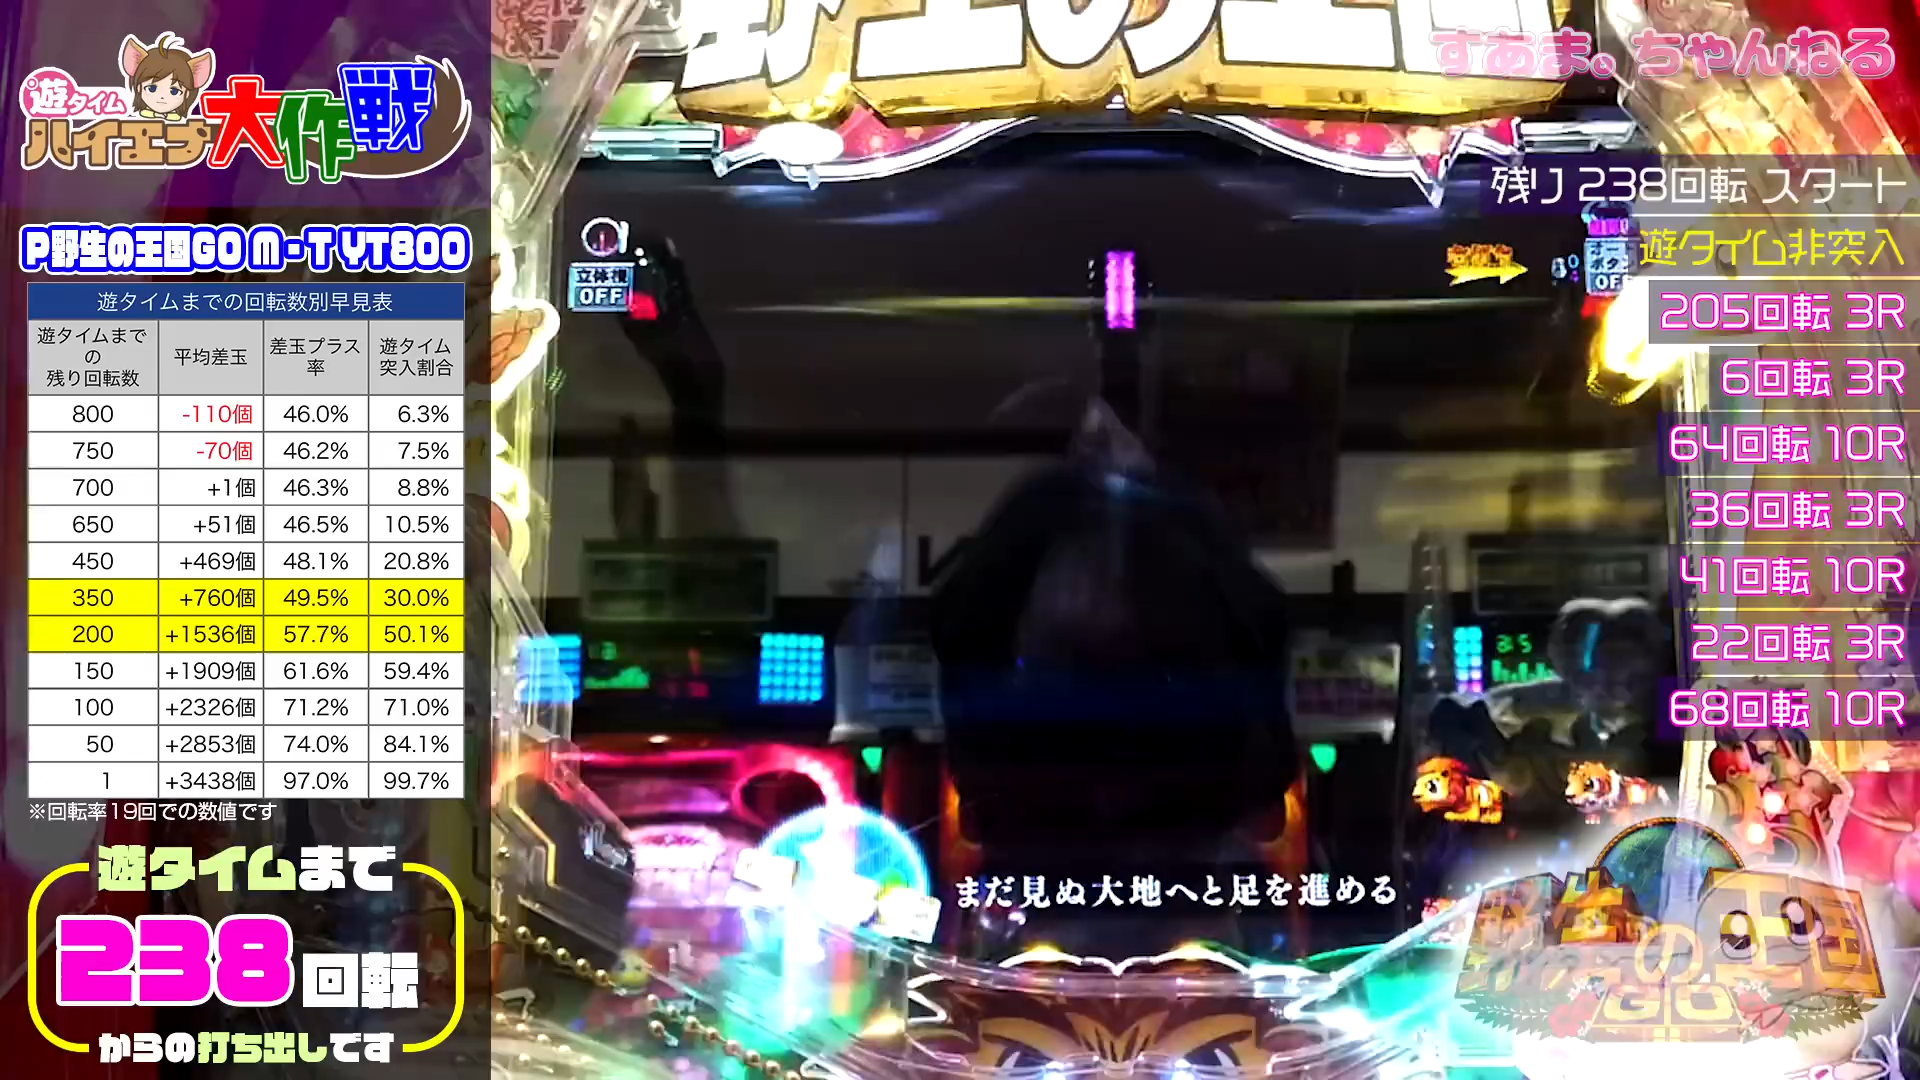 遊タイム
ハイエナ大作戦
P野生の王国GO M・T YT800
遊タイムまでの回転数別早見表
遊タイムまでの残り回転数 平均差玉 差玉プラス率 遊タイム突入割合
800 -110個 46.0% 6.3%
750 -70個 46.2% 7.5%
700 +1個 46.3% 8.8%
650 +51個 46.5% 10.5%
450 +469個 48.1% 20.8%
350 +760個 49.5% 30.0%
200 +1536個 57.7% 50.1%
150 +1909個 61.6% 59.4%
100 +2326個 71.2% 71.0%
50 +2853個 74.0% 84.1%
1 +3438個 97.0% 99.7%
※回転率19回での数値です
遊タイムまで
238回転
からの打ち出しです
野生の王国
立体視
OFF
まだ見ぬ大地へと足を進める
すあま。ちゃんねる
残り 238回転 スタート
遊タイム非突入
205回転 3R
6回転 3R
64回転 10R
36回転 3R
41回転 10R
22回転 3R
68回転 10R
野生の王国
GO